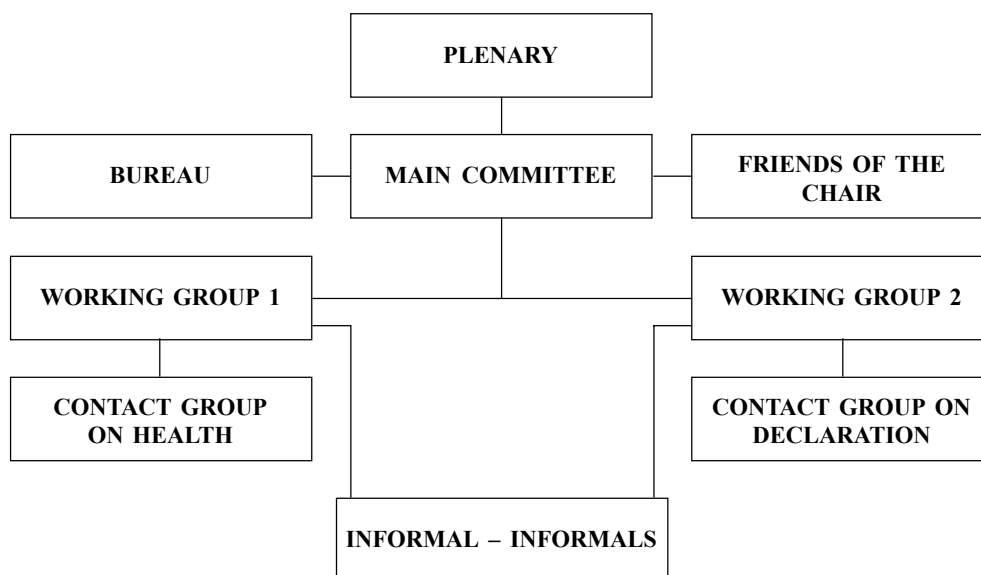 PLENARY
BUREAU
MAIN COMMITTEE
FRIENDS OF THE
CHAIR
WORKING GROUP 1
WORKING GROUP 2
CONTACT GROUP
ON HEALTH
CONTACT GROUP ON
DECLARATION
INFORMAL – INFORMALS